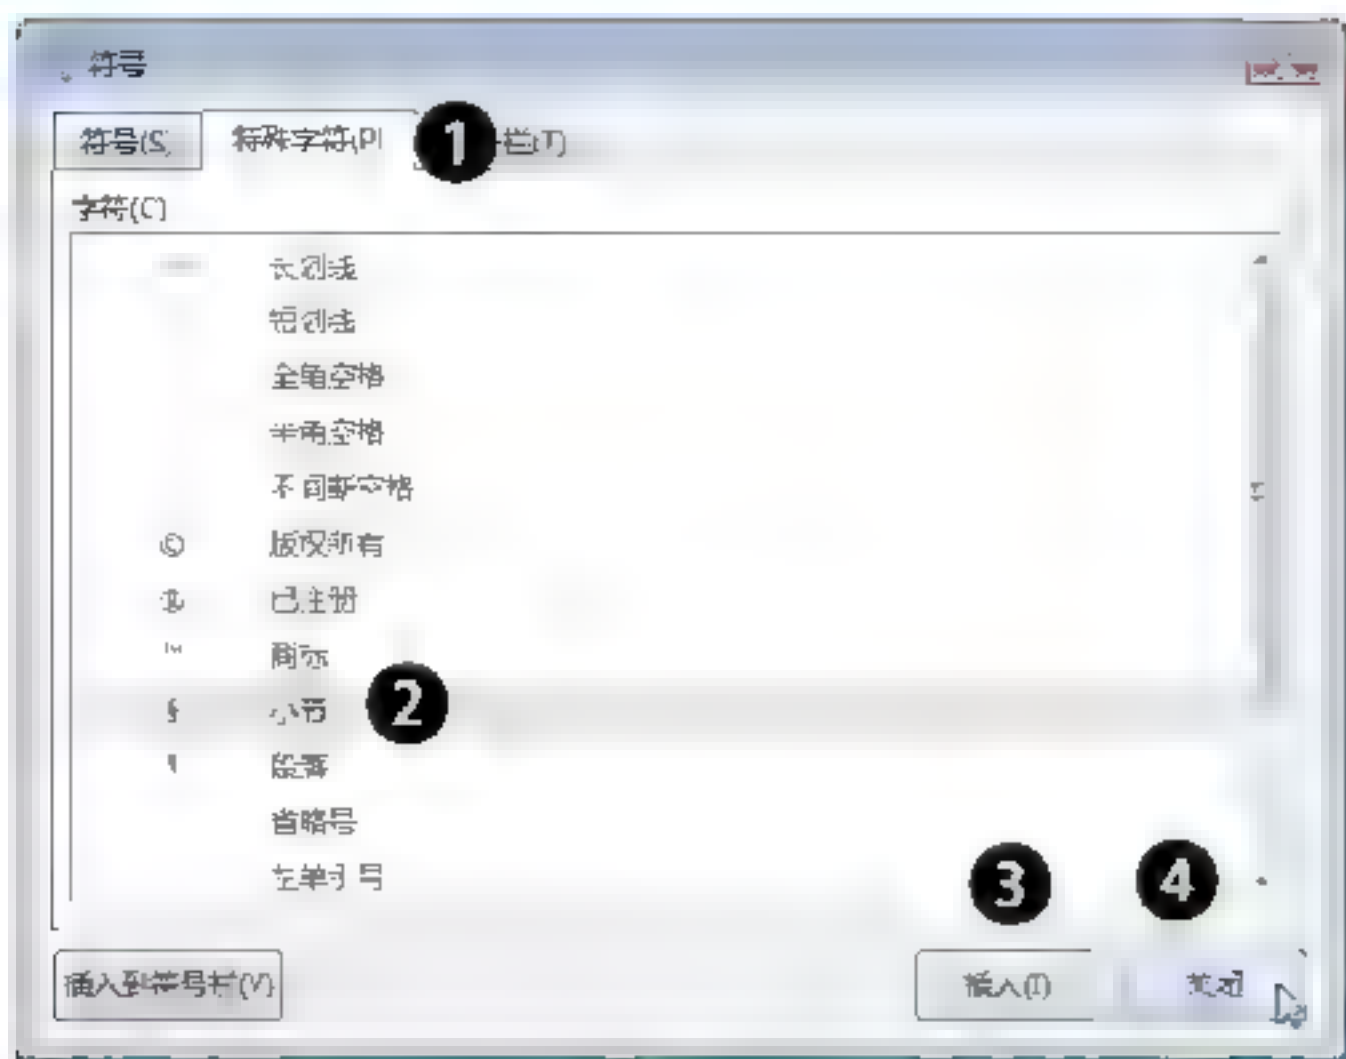 符号
符号(S) 特殊字符(P) 1 栏(T)
字符(C)
长划线
短划线
全角空格
半角空格
不间断空格
© 版权所有
® 已注册
™ 商标
§ 小节 2
¶ 段落
省略号
左单引号
3 4
插入到符号栏(Y) 插入(I) 关闭